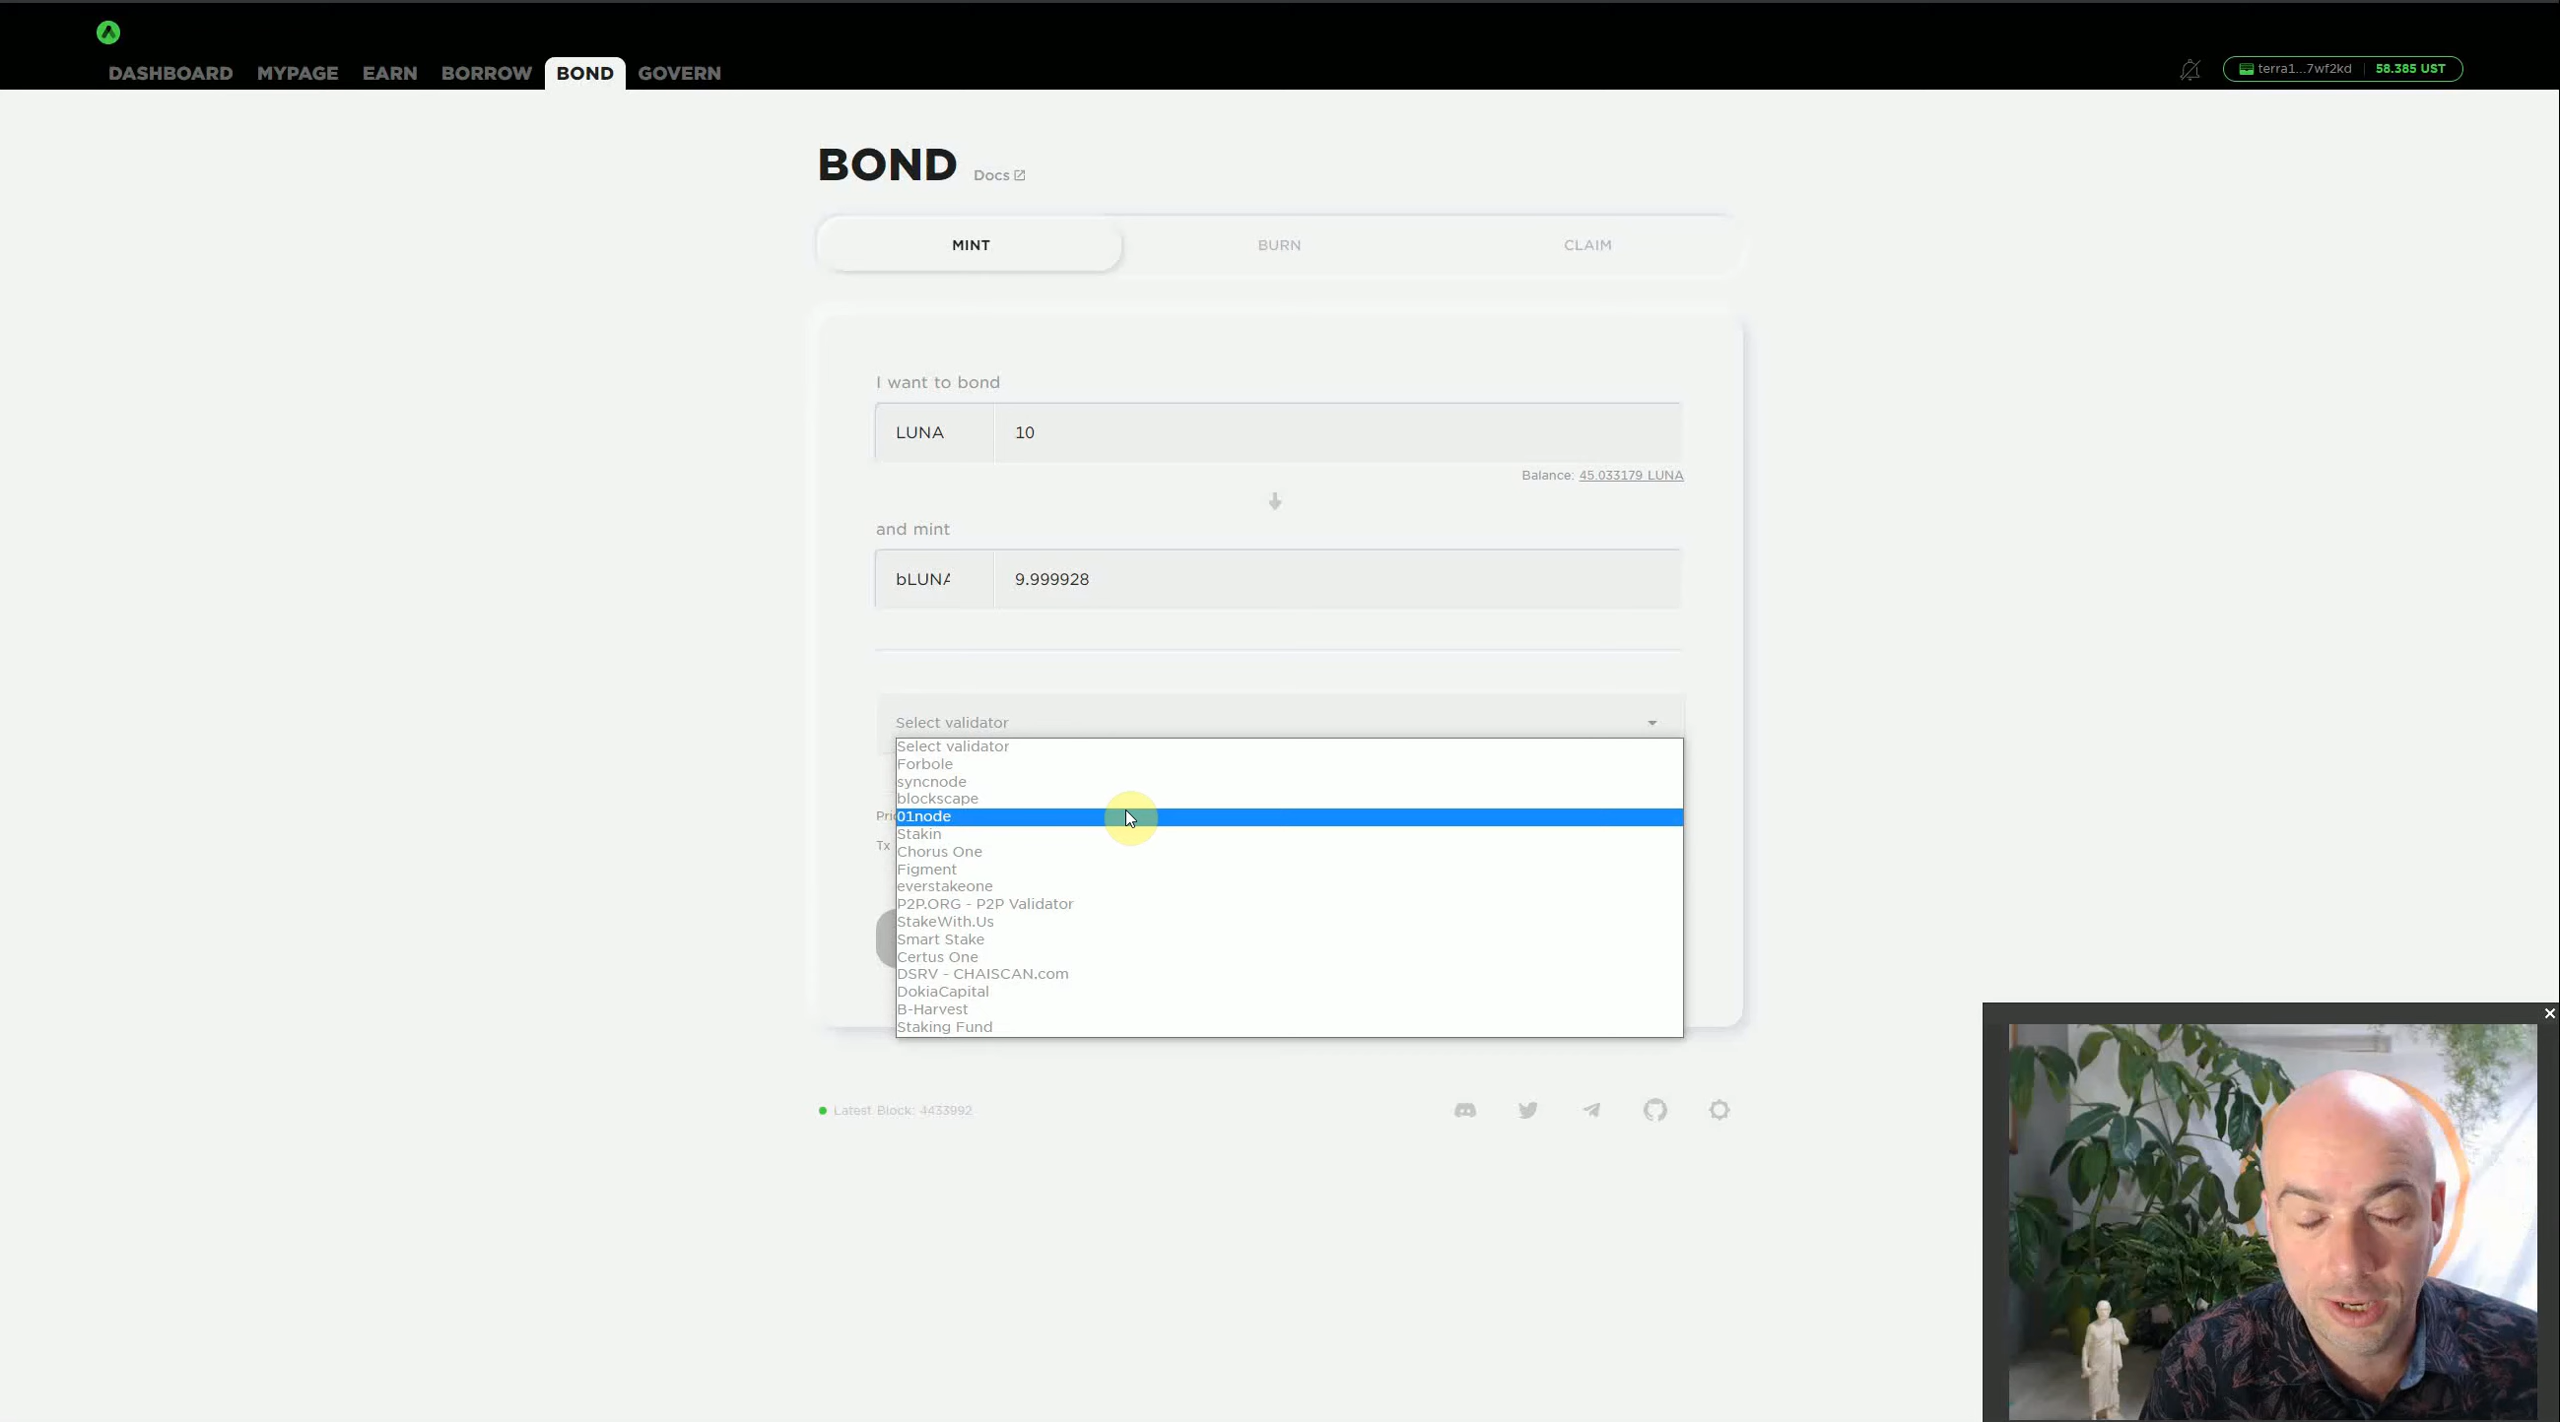 DASHBOARD MYPAGE EARN BORROW BOND GOVERN
terra1...7wf2kd 58.385 UST
BOND Docs
MINT BURN CLAIM
I want to bond
LUNA 10
Balance: 45.033179 LUNA
and mint
bLUNA 9.999928
Select validator
Select validator
Forbole
syncnode
blockscape
Pric
01node
Stakin
Tx
Chorus One
Figment
everstakeone
P2P.ORG - P2P Validator
StakeWith.Us
Smart Stake
Certus One
DSRV - CHAISCAN.com
DokiaCapital
B-Harvest
Staking Fund
Latest Block: 4433992